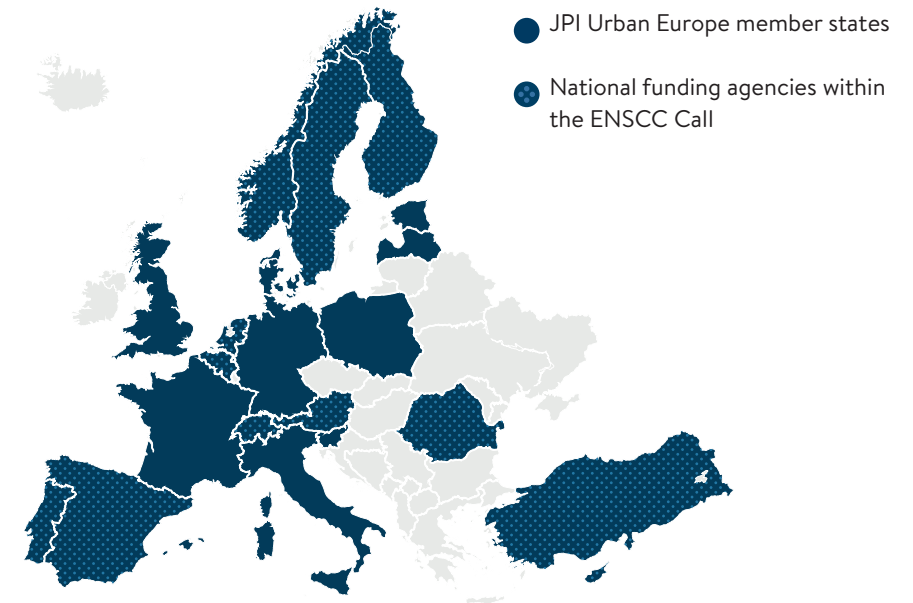 JPI Urban Europe member states
National funding agencies within
the ENSCC Call